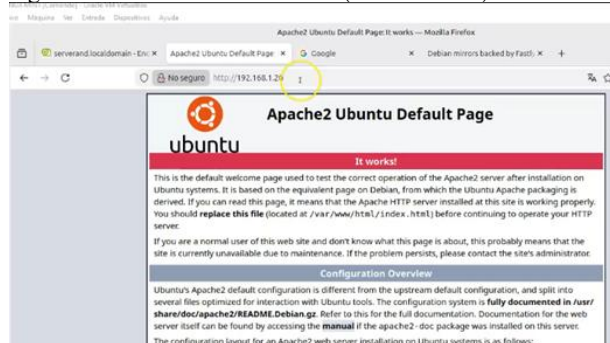 Máquina Ver Entrada Dispositivos Ayuda
Apache2 Ubuntu Default Page: It works — Mozilla Firefox
serverand.localdomain - En
Apache2 Ubuntu Default Page
Google
Debian mirrors backed by Fastly
No seguro http://192.168.1.20
Apache2 Ubuntu Default Page
ubuntu
It works!
This is the default welcome page used to test the correct operation of the Apache2 server after installation on
Ubuntu systems. It is based on the equivalent page on Debian, from which the Ubuntu Apache packaging is
derived. If you can read this page, it means that the Apache HTTP server installed at this site is working properly.
You should replace this file (located at /var/www/html/index.html) before continuing to operate your HTTP
server.
If you are a normal user of this web site and don't know what this page is about, this probably means that the
site is currently unavailable due to maintenance. If the problem persists, please contact the site's administrator.
Configuration Overview
Ubuntu's Apache2 default configuration is different from the upstream default configuration, and split into
several files optimized for interaction with Ubuntu tools. The configuration system is fully documented in /usr/
share/doc/apache2/README.Debian.gz. Refer to this for the full documentation. Documentation for the web
server itself can be found by accessing the manual if the apache2-doc package was installed on this server.
The configuration layout for an Apache2 web server installation on Ubuntu systems is as follows: